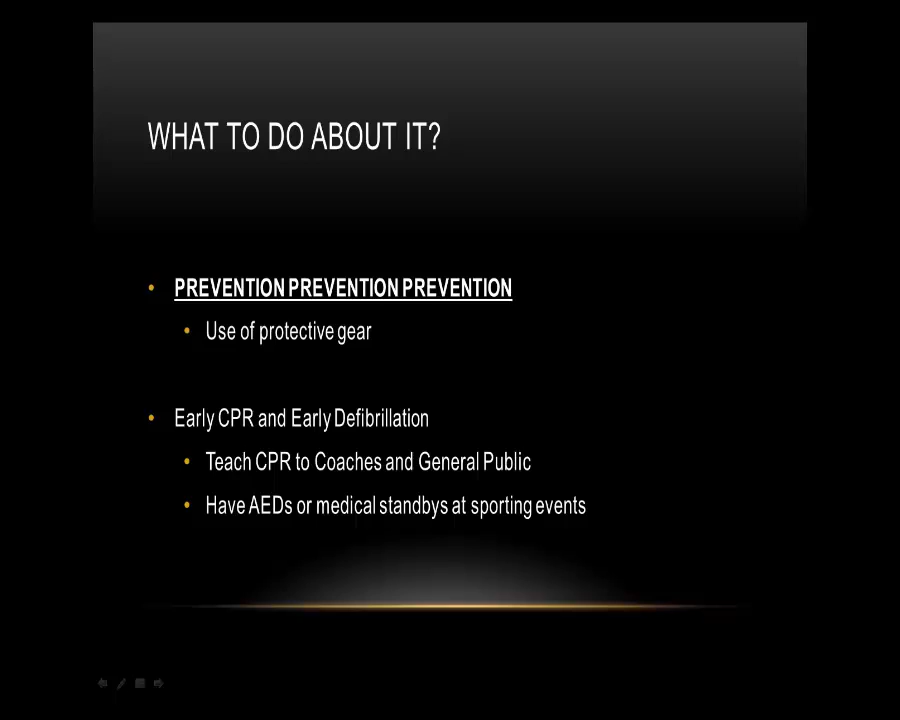 WHAT TO DO ABOUT IT?
• PREVENTION PREVENTION PREVENTION
• Use of protective gear
• Early CPR and Early Defibrillation
• Teach CPR to Coaches and General Public
• Have AEDs or medical standbys at sporting events